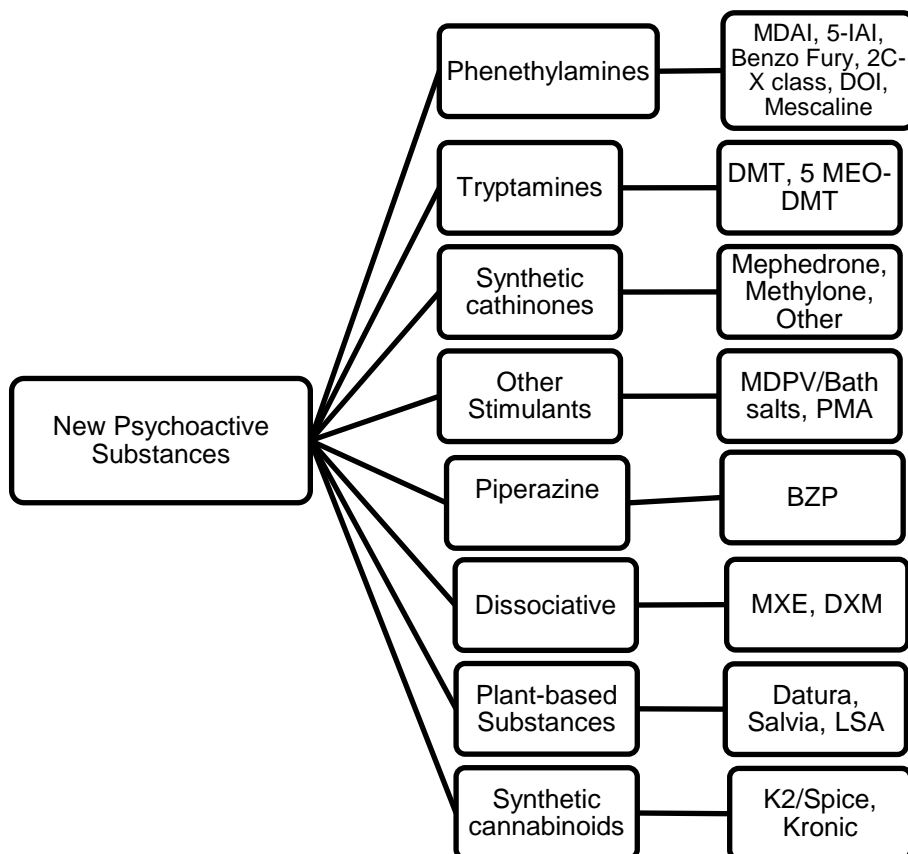 New Psychoactive
Substances
Phenethylamines
MDAI, 5-IAI,
Benzo Fury, 2C-
X class, DOI,
Mescaline
Tryptamines
DMT, 5 MEO-
DMT
Synthetic
cathinones
Mephedrone,
Methylone,
Other
Other
Stimulants
MDPV/Bath
salts, PMA
Piperazine
BZP
Dissociative
MXE, DXM
Plant-based
Substances
Datura,
Salvia, LSA
Synthetic
cannabinoids
K2/Spice,
Kronic